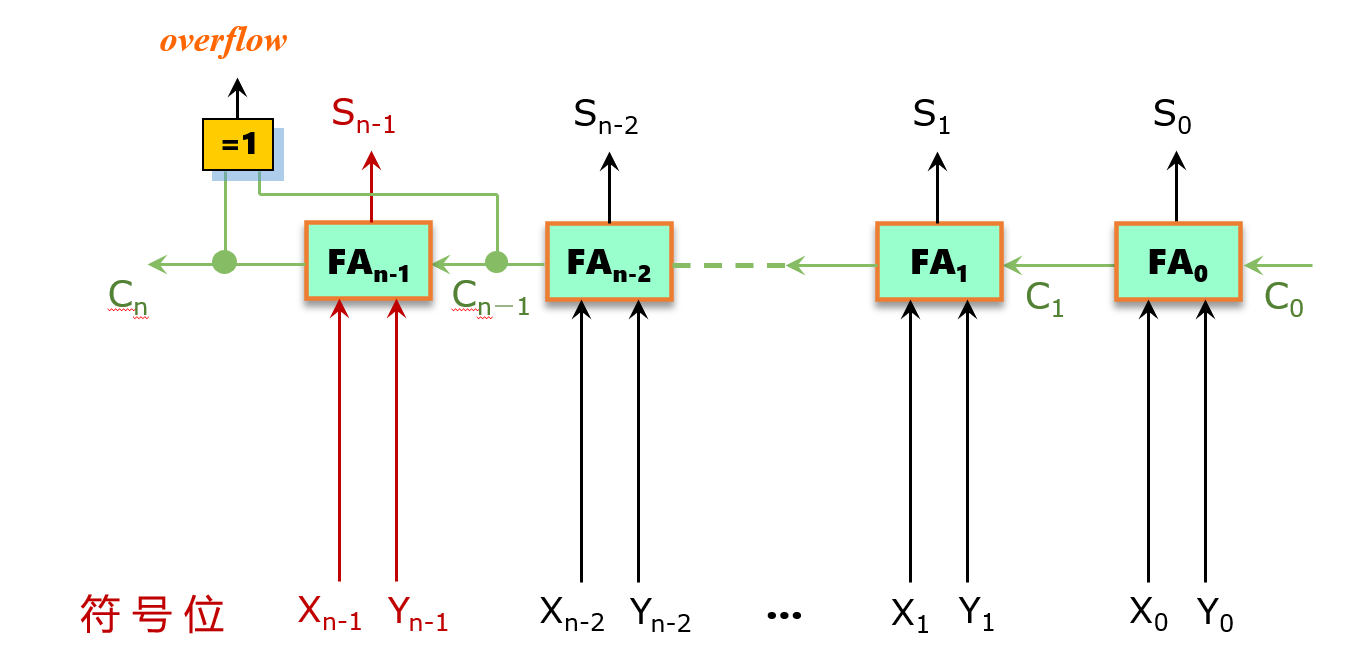 overflow
=1
Sₙ₋₁ Sₙ₋₂ S₁ S₀
FAₙ₋₁ FAₙ₋₂ FA₁ FA₀
Cₙ Cₙ₋₁ C₁ C₀
符号位 Xₙ₋₁ Yₙ₋₁ Xₙ₋₂ Yₙ₋₂ ... X₁ Y₁ X₀ Y₀